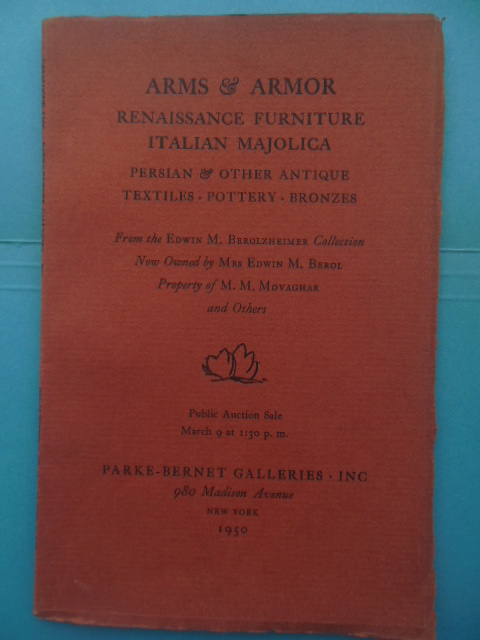 ARMS & ARMOR
RENAISSANCE FURNITURE
ITALIAN MAJOLICA
PERSIAN & OTHER ANTIQUE
TEXTILES · POTTERY · BRONZES
From the EDWIN M. BEROLZHEIMER Collection
Now Owned by MRS EDWIN M. BEROL
Property of M. M. MOVAGHAR
and Others
Public Auction Sale
March 9 at 1:30 p. m.
PARKE-BERNET GALLERIES · INC
980 Madison Avenue
NEW YORK
1950